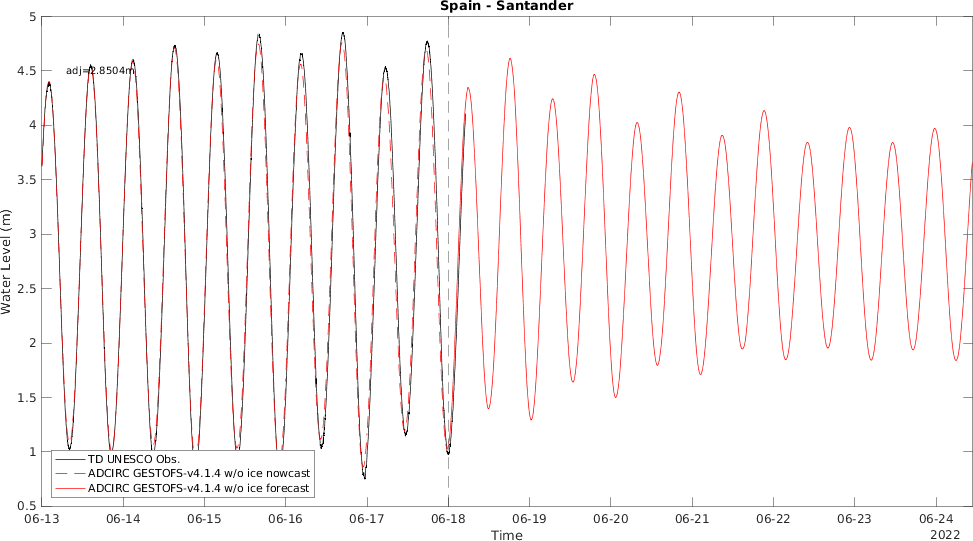 Spain - Santander
5
4.5
4
3.5
3
2.5
2
1.5
1
0.5
Water Level (m)
adj=2.8504m
TD UNESCO Obs.
ADCIRC GESTOFS-v4.1.4 w/o ice nowcast
ADCIRC GESTOFS-v4.1.4 w/o ice forecast
06-13 06-14 06-15 06-16 06-17 06-18 06-19 06-20 06-21 06-22 06-23 06-24
2022
Time